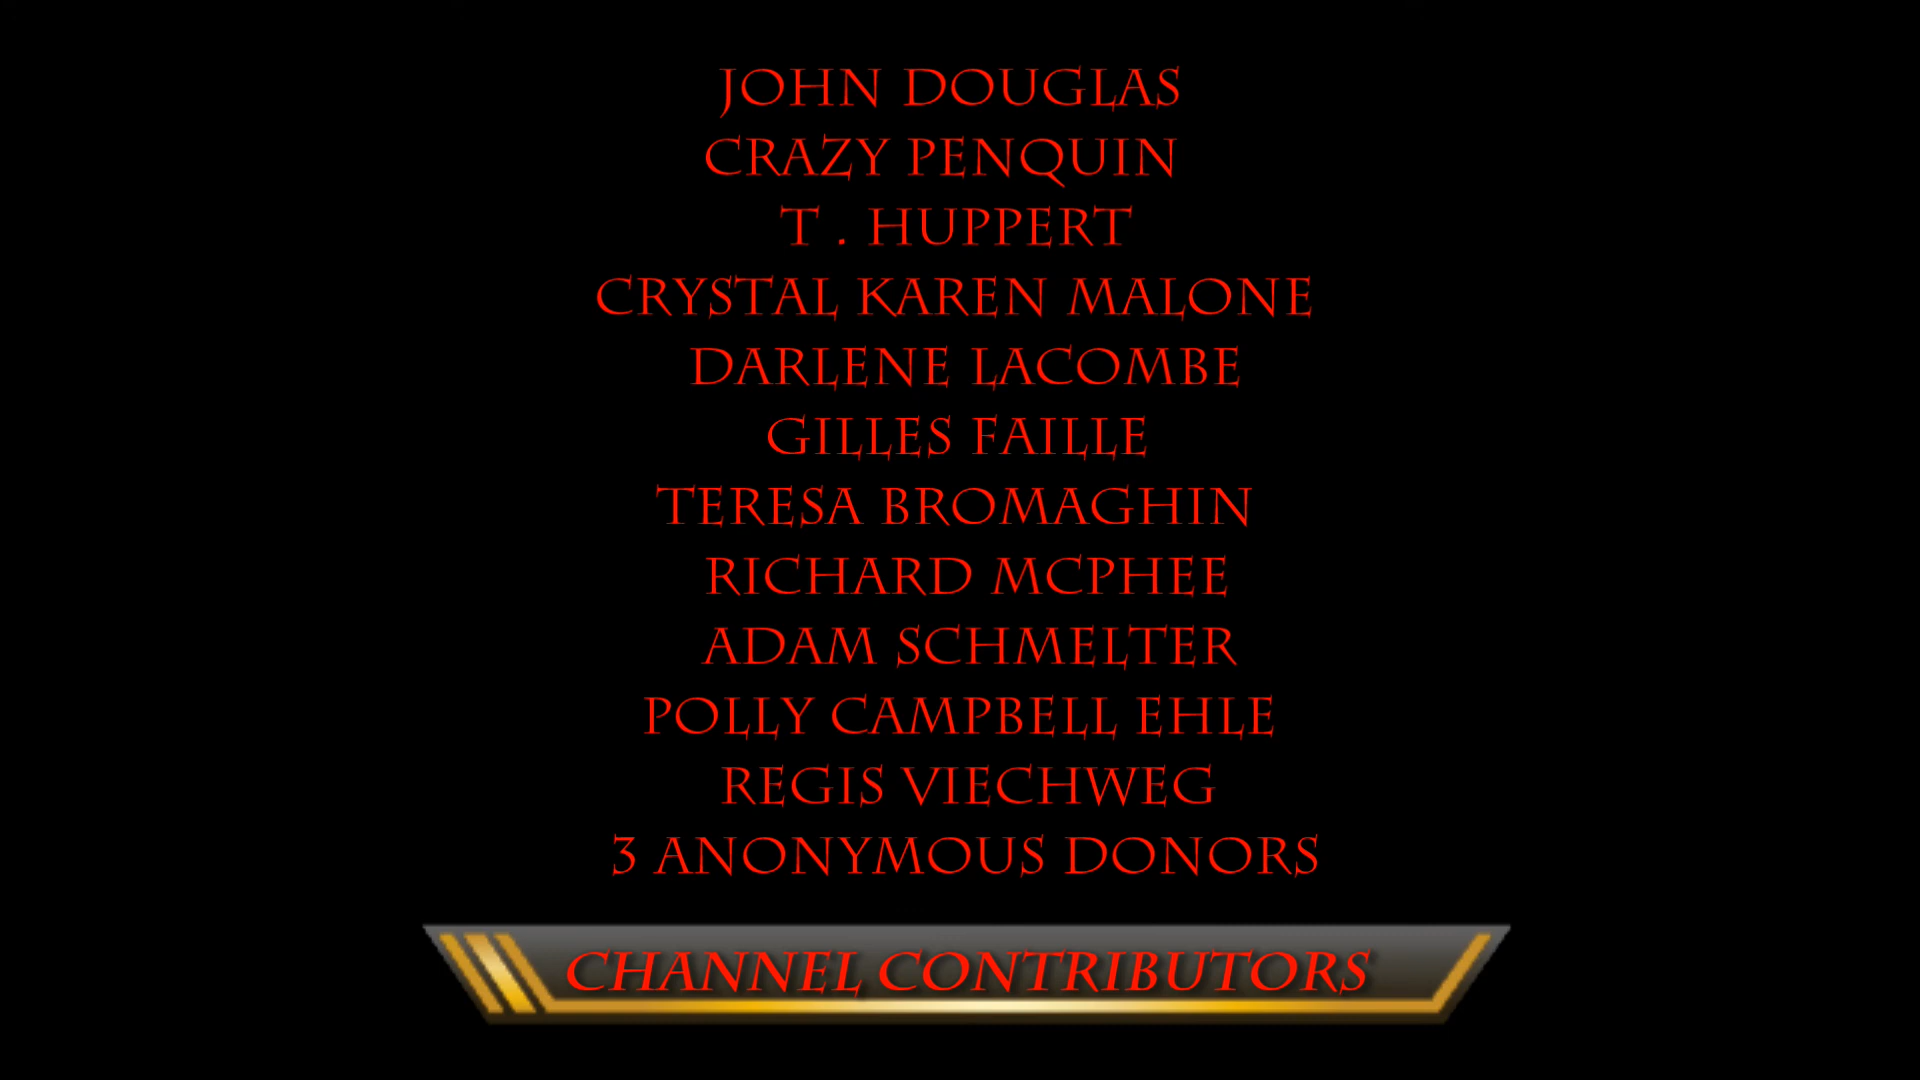 JOHN DOUGLAS
CRAZY PENQUIN
T . HUPPERT
CRYSTAL KAREN MALONE
DARLENE LACOMBE
GILLES FAILLE
TERESA BROMAGHIN
RICHARD MCPHEE
ADAM SCHMELTER
POLLY CAMPBELL EHLE
REGIS VIECHWEG
3 ANONYMOUS DONORS
CHANNEL CONTRIBUTORS